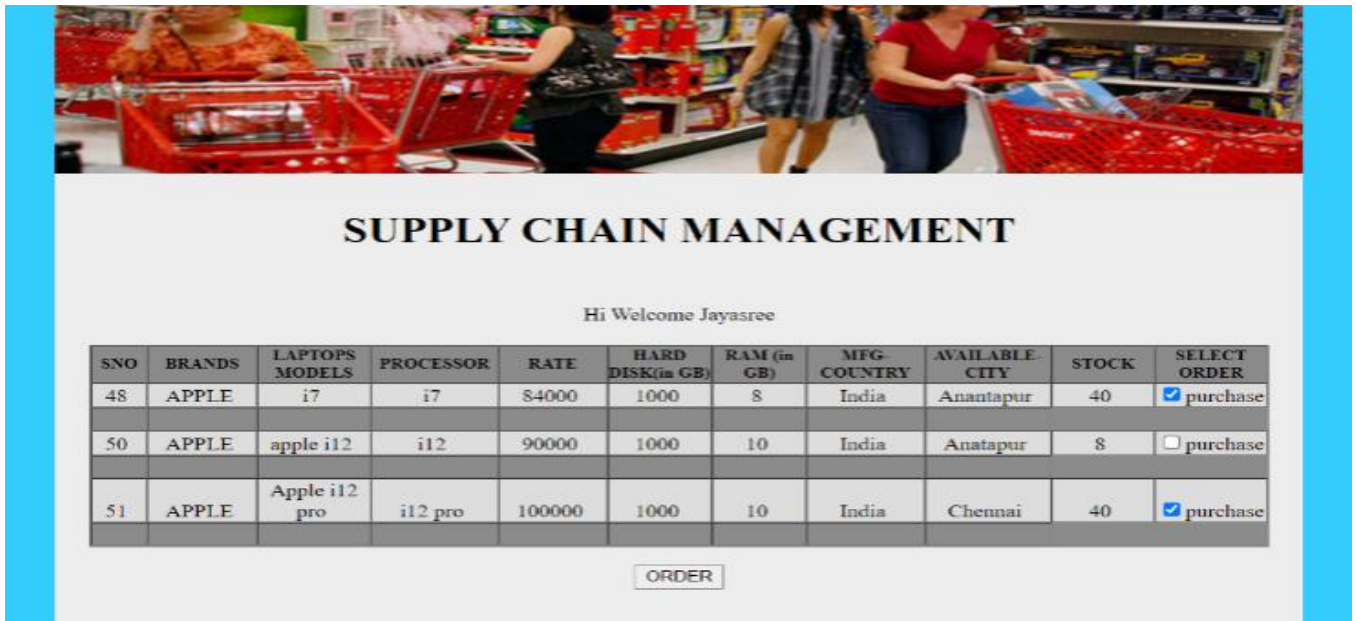 TARGET
SUPPLY CHAIN MANAGEMENT
Hi Welcome Jayasree
SNO BRANDS LAPTOPS MODELS PROCESSOR RATE HARD DISK(in GB) RAM (in GB) MFG-COUNTRY AVAILABLE-CITY STOCK SELECT ORDER
48 APPLE i7 i7 84000 1000 8 India Anantapur 40 purchase
50 APPLE apple i12 i12 90000 1000 10 India Anatapur 8 purchase
51 APPLE Apple i12 pro i12 pro 100000 1000 10 India Chennai 40 purchase
ORDER